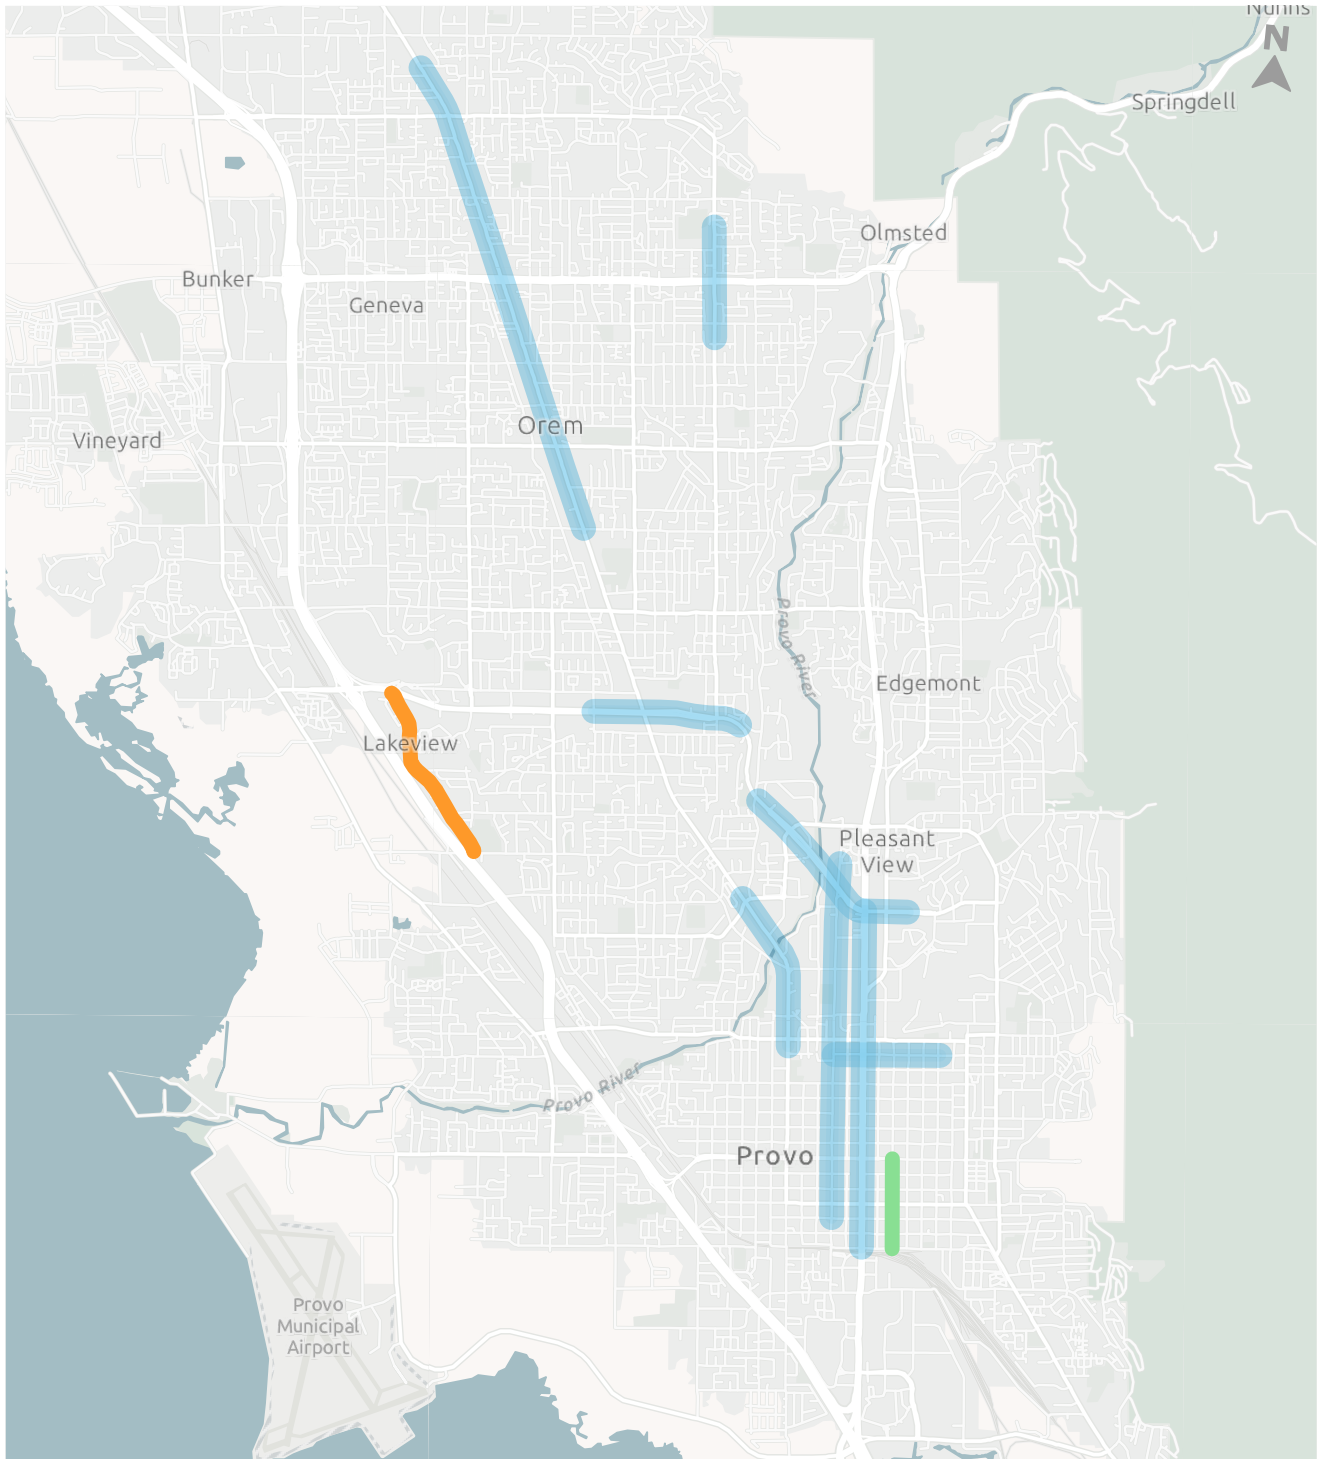 Nunns
N
Springdell
Olmsted
Bunker
Geneva
Orem
Vineyard
Provo River
Edgemont
Lakeview
Pleasant
View
Provo River
Provo
Provo
Municipal
Airport